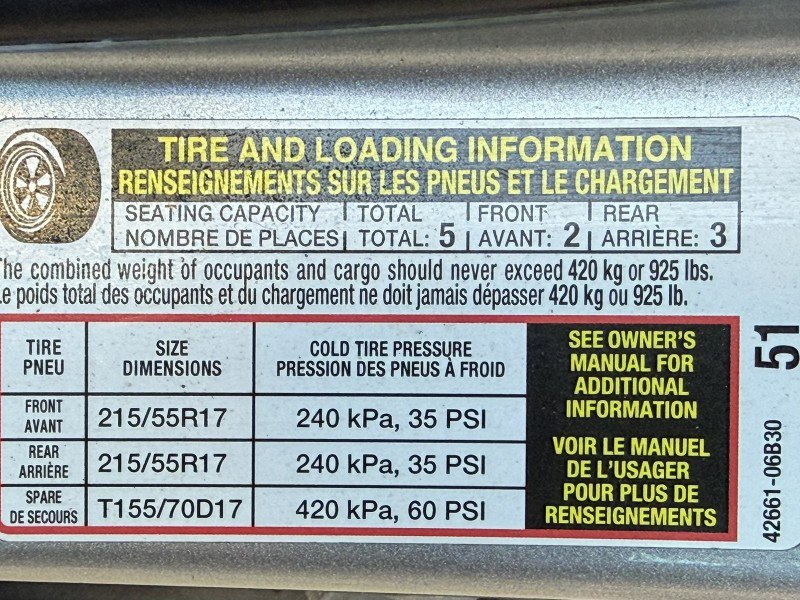 TIRE AND LOADING INFORMATION
RENSEIGNEMENTS SUR LES PNEUS ET LE CHARGEMENT
SEATING CAPACITY TOTAL FRONT REAR
NOMBRE DE PLACES TOTAL: 5 AVANT: 2 ARRIÈRE: 3
The combined weight of occupants and cargo should never exceed 420 kg or 925 lbs.
Le poids total des occupants et du chargement ne doit jamais dépasser 420 kg ou 925 lb.
TIRE SIZE COLD TIRE PRESSURE
PNEU DIMENSIONS PRESSION DES PNEUS À FROID
FRONT
AVANT 215/55R17 240 kPa, 35 PSI
REAR
ARRIÈRE 215/55R17 240 kPa, 35 PSI
SPARE
DE SECOURS T155/70D17 420 kPa, 60 PSI
SEE OWNER'S
MANUAL FOR
ADDITIONAL
INFORMATION
VOIR LE MANUEL
DE L'USAGER
POUR PLUS DE
RENSEIGNEMENTS
51
42661-06B30